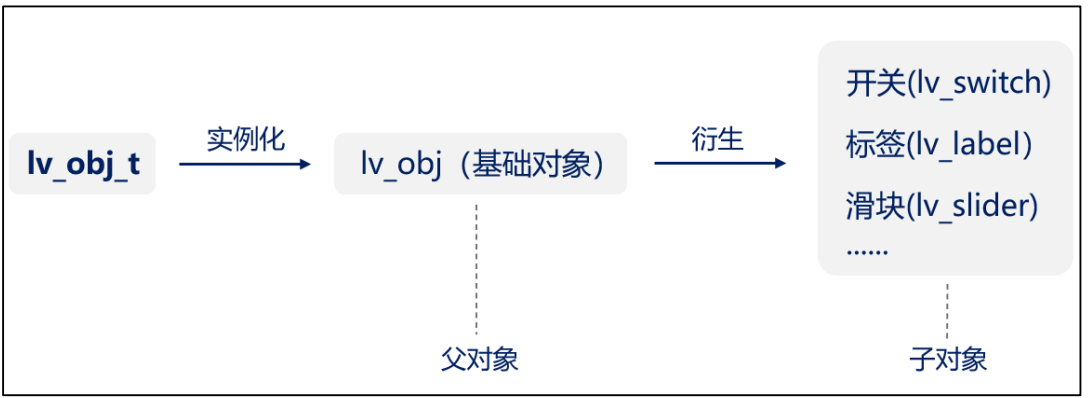 lv_obj_t
实例化
lv_obj（基础对象）
衍生
开关(lv_switch)
标签(lv_label）
滑块(lv_slider)
……
父对象
子对象